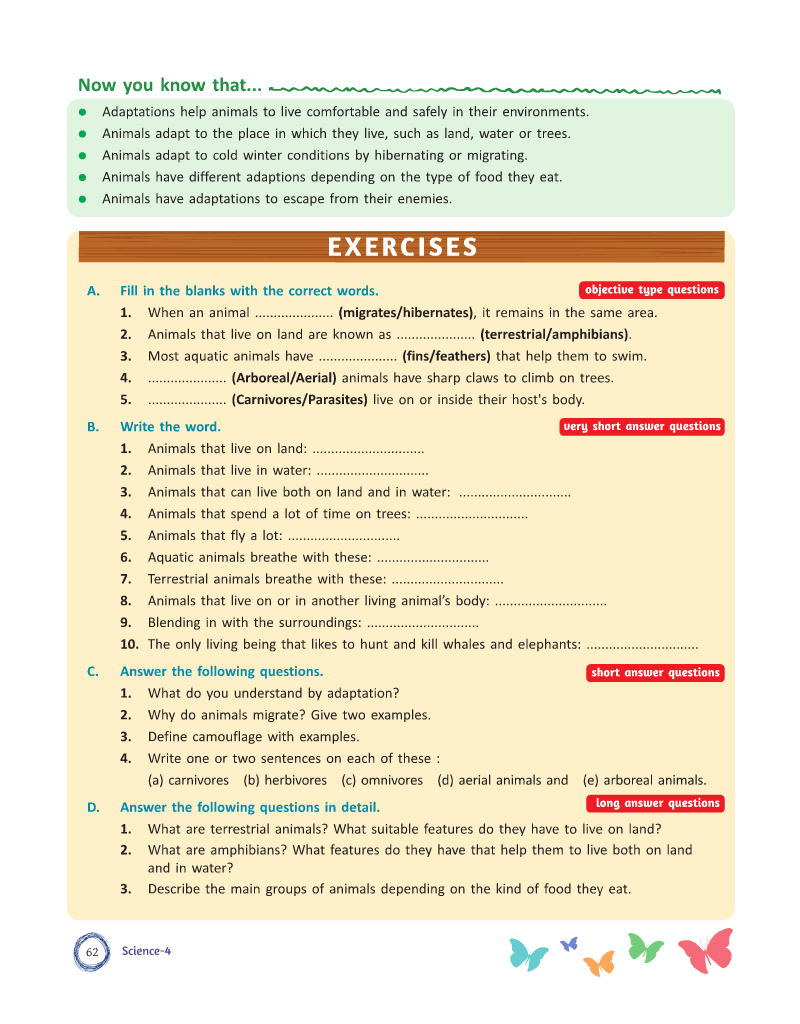 Now you know that...
● Adaptations help animals to live comfortable and safely in their environments.
● Animals adapt to the place in which they live, such as land, water or trees.
● Animals adapt to cold winter conditions by hibernating or migrating.
● Animals have different adaptions depending on the type of food they eat.
● Animals have adaptations to escape from their enemies.
EXERCISES
A. Fill in the blanks with the correct words. objective type questions
1. When an animal .................... (migrates/hibernates), it remains in the same area.
2. Animals that live on land are known as .................... (terrestrial/amphibians).
3. Most aquatic animals have .................... (fins/feathers) that help them to swim.
4. .................... (Arboreal/Aerial) animals have sharp claws to climb on trees.
5. .................... (Carnivores/Parasites) live on or inside their host's body.
B. Write the word. very short answer questions
1. Animals that live on land: .............................
2. Animals that live in water: .............................
3. Animals that can live both on land and in water: .............................
4. Animals that spend a lot of time on trees: .............................
5. Animals that fly a lot: .............................
6. Aquatic animals breathe with these: .............................
7. Terrestrial animals breathe with these: .............................
8. Animals that live on or in another living animal’s body: .............................
9. Blending in with the surroundings: .............................
10. The only living being that likes to hunt and kill whales and elephants: .............................
C. Answer the following questions. short answer questions
1. What do you understand by adaptation?
2. Why do animals migrate? Give two examples.
3. Define camouflage with examples.
4. Write one or two sentences on each of these :
(a) carnivores (b) herbivores (c) omnivores (d) aerial animals and (e) arboreal animals.
D. Answer the following questions in detail. long answer questions
1. What are terrestrial animals? What suitable features do they have to live on land?
2. What are amphibians? What features do they have that help them to live both on land
and in water?
3. Describe the main groups of animals depending on the kind of food they eat.
62 Science-4